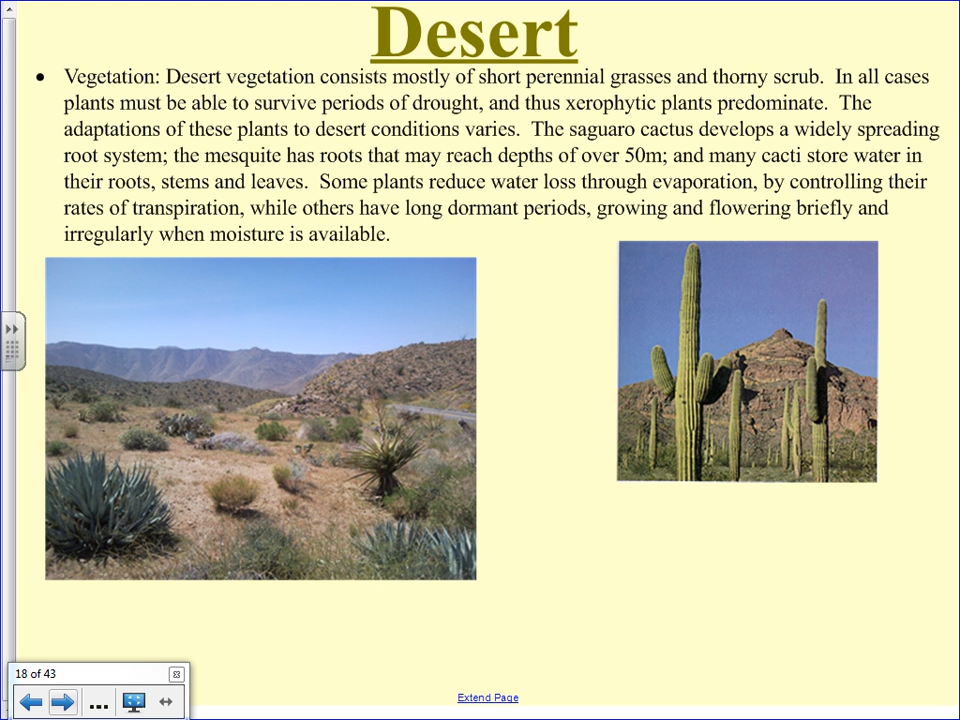 Desert
• Vegetation: Desert vegetation consists mostly of short perennial grasses and thorny scrub.  In all cases
plants must be able to survive periods of drought, and thus xerophytic plants predominate.  The
adaptations of these plants to desert conditions varies.  The saguaro cactus develops a widely spreading
root system; the mesquite has roots that may reach depths of over 50m; and many cacti store water in
their roots, stems and leaves.  Some plants reduce water loss through evaporation, by controlling their
rates of transpiration, while others have long dormant periods, growing and flowering briefly and
irregularly when moisture is available.
18 of 43
...
Extend Page